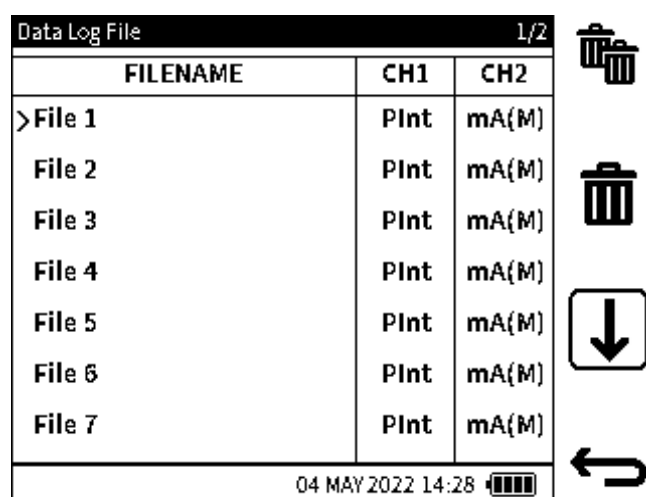 Data Log File 1/2
FILENAME CH1 CH2
>File 1 PInt mA(M)
File 2 PInt mA(M)
File 3 PInt mA(M)
File 4 PInt mA(M)
File 5 PInt mA(M)
File 6 PInt mA(M)
File 7 PInt mA(M)
04 MAY 2022 14:28